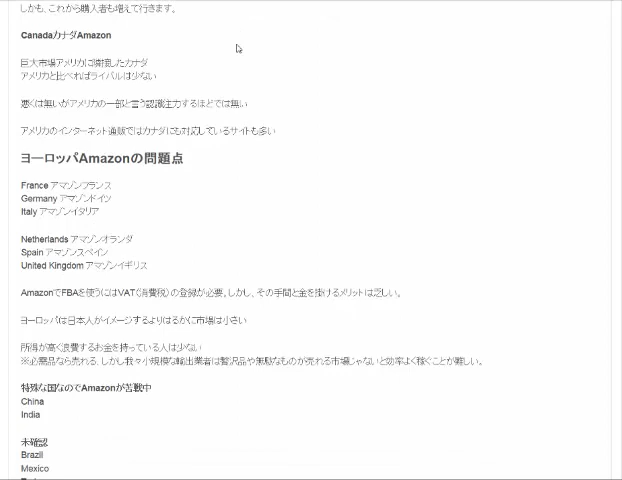 しかも、これから購入者も増えて行きます。
CanadaカナダAmazon
巨大市場アメリカに隣接したカナダ
アメリカと比べればライバルは少ない
悪くは無いがアメリカの一部と言う認識主力するほどでは無い
アメリカのインターネット通販ではカナダにも対応しているサイトも多い
ヨーロッパAmazonの問題点
France アマゾンフランス
Germany アマゾンドイツ
Italy アマゾンイタリア
Netherlands アマゾンオランダ
Spain アマゾンスペイン
United Kingdom アマゾンイギリス
AmazonでFBAを使うにはVAT(消費税)の登録が必要。しかし、その手間と金を掛けるメリットは乏しい。
ヨーロッパは日本人がイメージするよりはるかに市場は小さい
所得が高く浪費するお金を持っている人は少ない
※必需品なら売れる、しかし我々小規模な輸出業者は贅沢品や無駄なものが売れる市場じゃないと効率よく稼ぐことが難しい。
特殊な国なのでAmazonが苦戦中
China
India
未確認
Brazil
Mexico